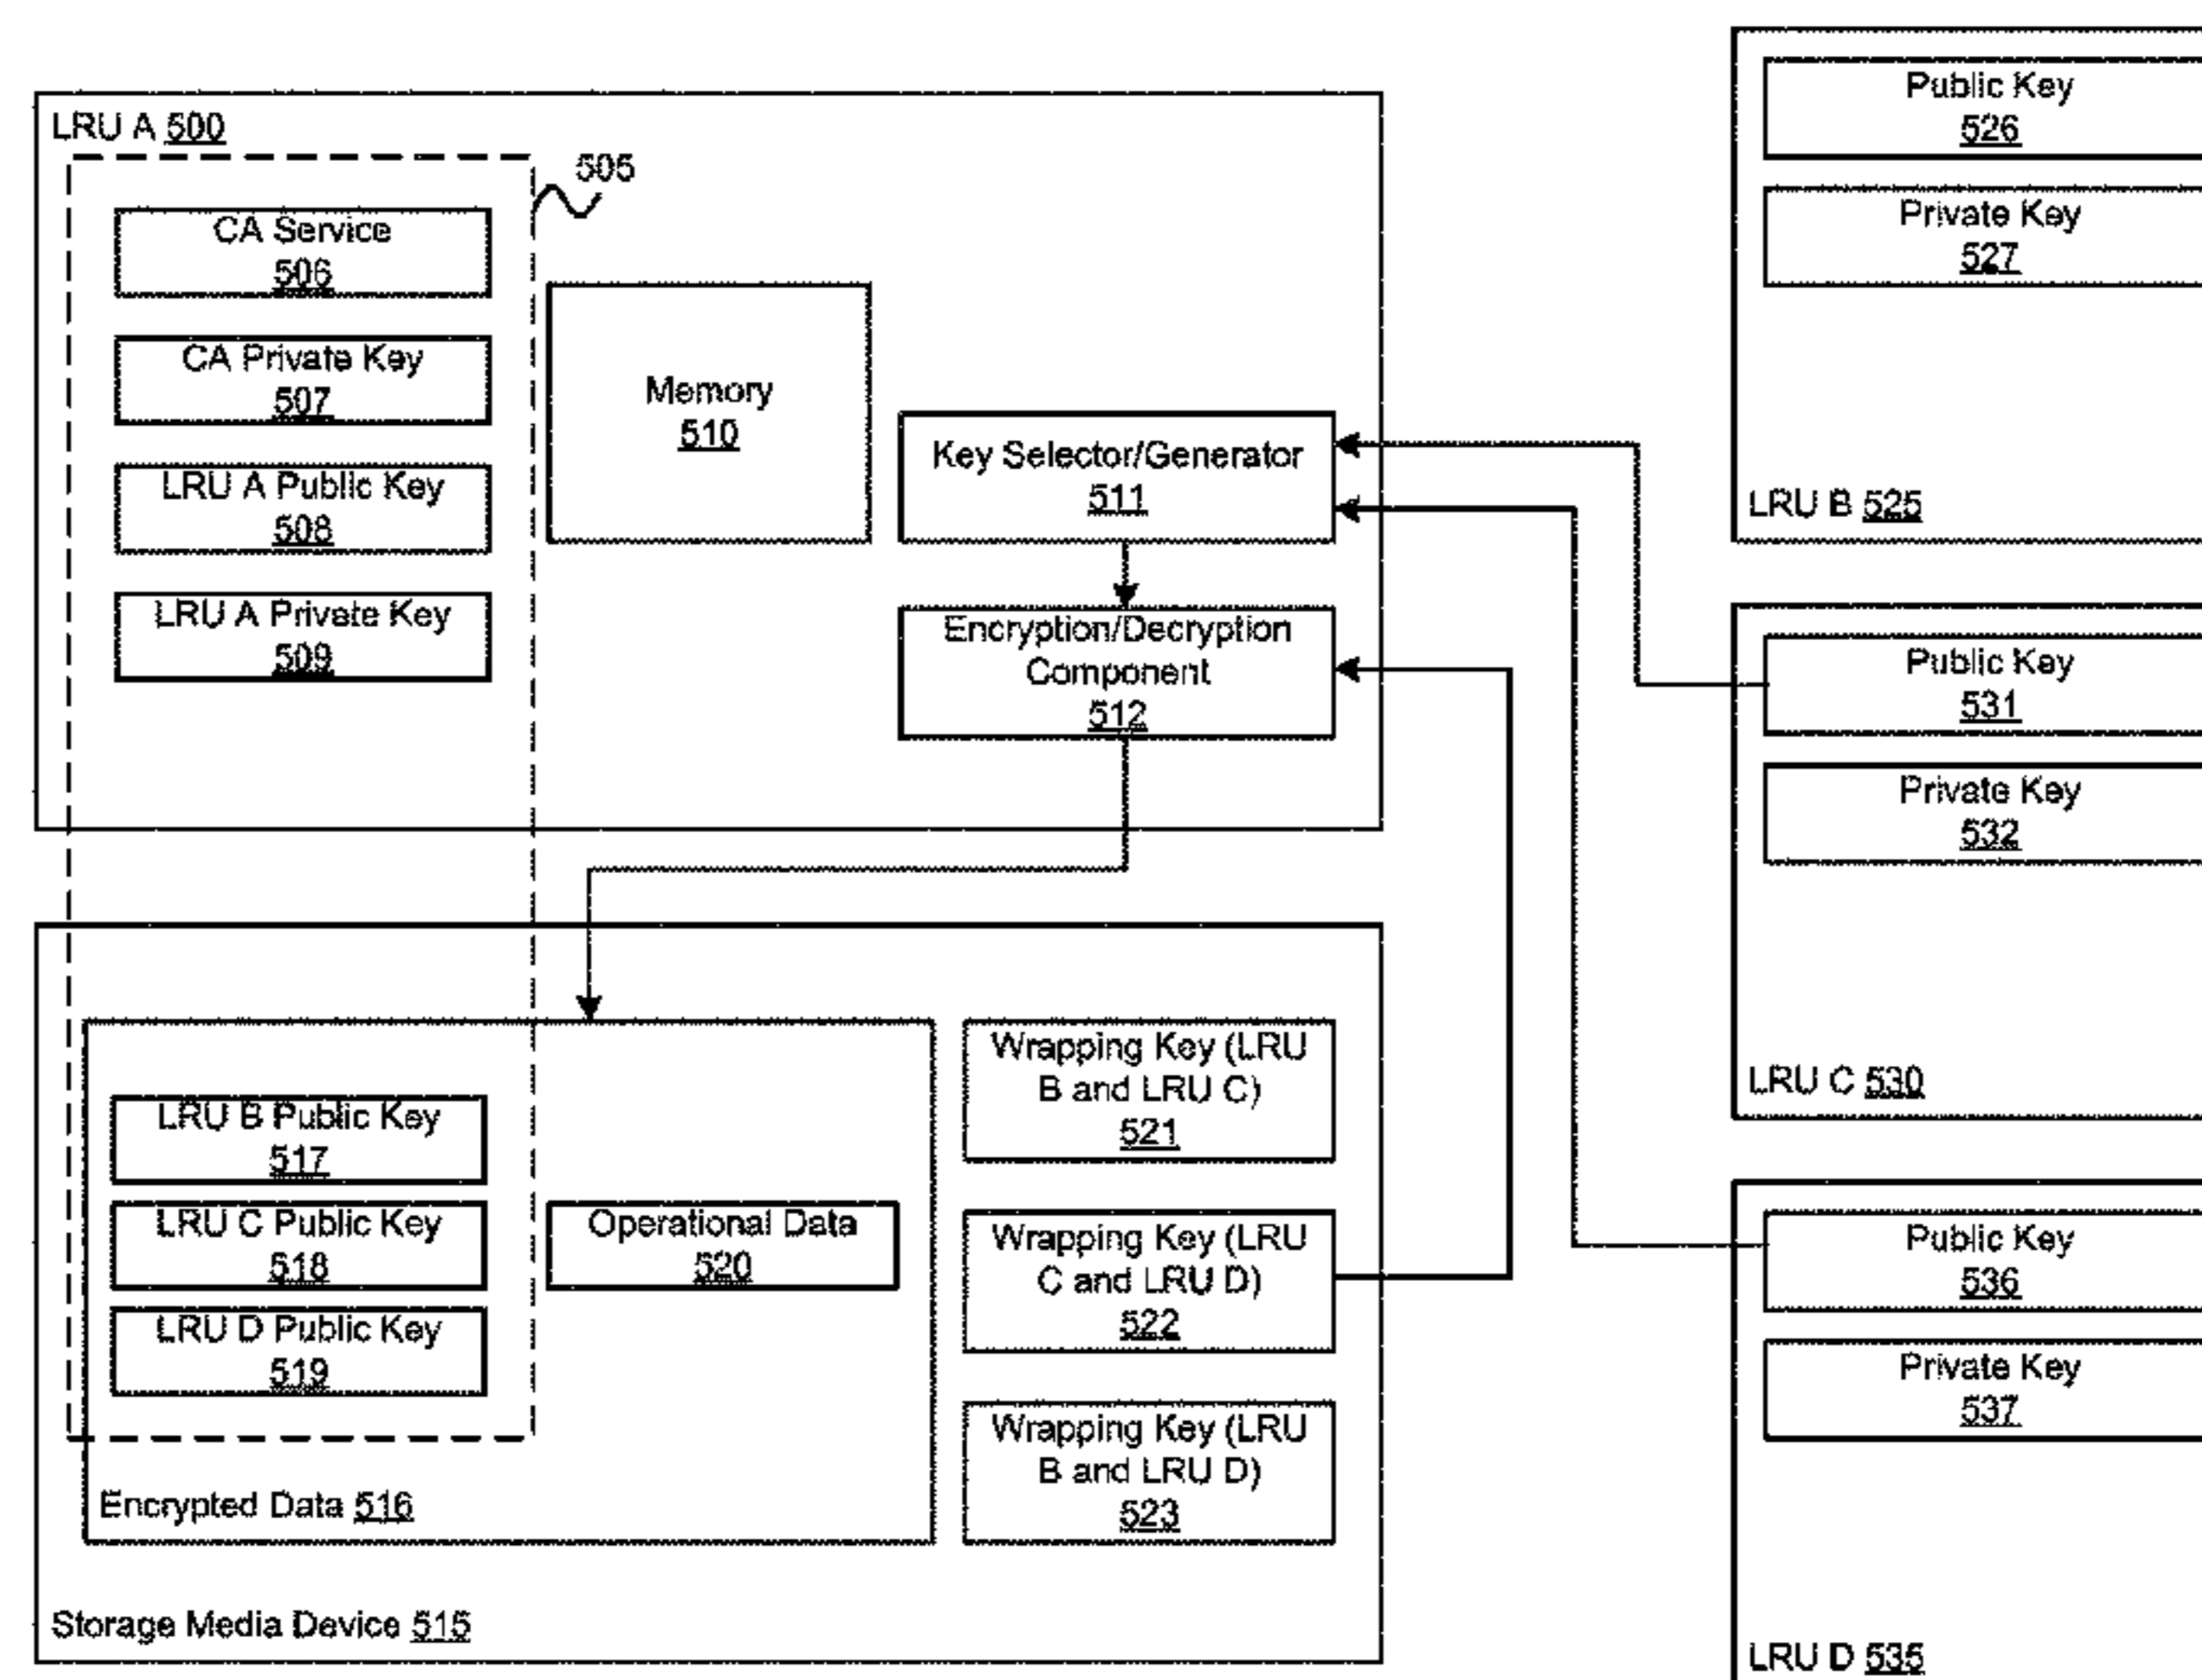 LRU A 500
505
CA Service
506
CA Private Key
507
LRU A Public Key
508
LRU A Private Key
509
Memory
510
Key Selector/Generator
511
Encryption/Decryption
Component
512
LRU B Public Key
517
LRU C Public Key
518
LRU D Public Key
519
Operational Data
520
Encrypted Data 516
Wrapping Key (LRU
B and LRU C)
521
Wrapping Key (LRU
C and LRU D)
522
Wrapping Key (LRU
B and LRU D)
523
Storage Media Device 515
Public Key
526
Private Key
527
LRU B 525
Public Key
531
Private Key
532
LRU C 530
Public Key
536
Private Key
537
LRU D 535